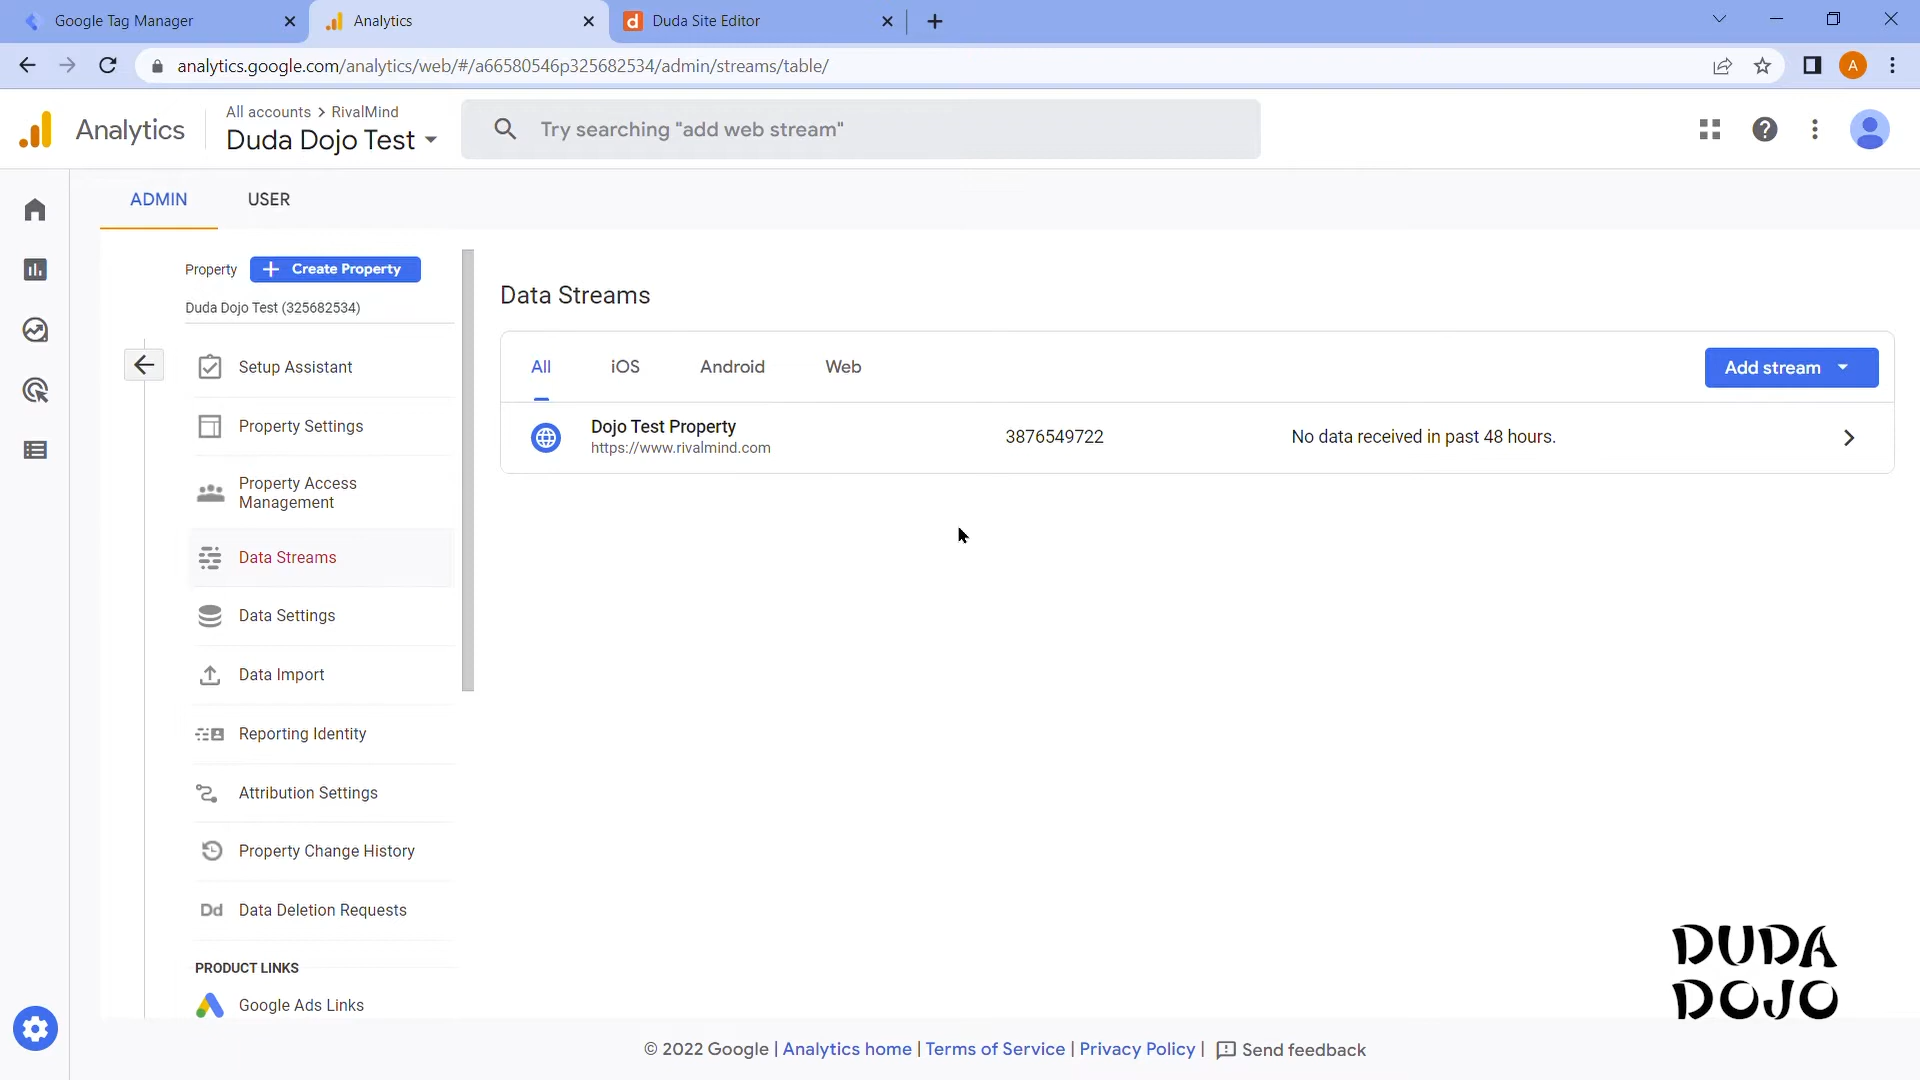 Google Tag Manager
Analytics
Duda Site Editor
analytics.google.com/analytics/web/#/a66580546p325682534/admin/streams/table/
A
Analytics
All accounts > RivalMind
Duda Dojo Test
Try searching "add web stream"
ADMIN
USER
Property
Create Property
Duda Dojo Test (325682534)
Setup Assistant
Property Settings
Property Access
Management
Data Streams
Data Settings
Data Import
Reporting Identity
Attribution Settings
Property Change History
Dd Data Deletion Requests
PRODUCT LINKS
Google Ads Links
Data Streams
All
iOS
Android
Web
Add stream
Dojo Test Property
https://www.rivalmind.com
3876549722
No data received in past 48 hours.
DUDA
DOJO
© 2022 Google | Analytics home | Terms of Service | Privacy Policy | Send feedback